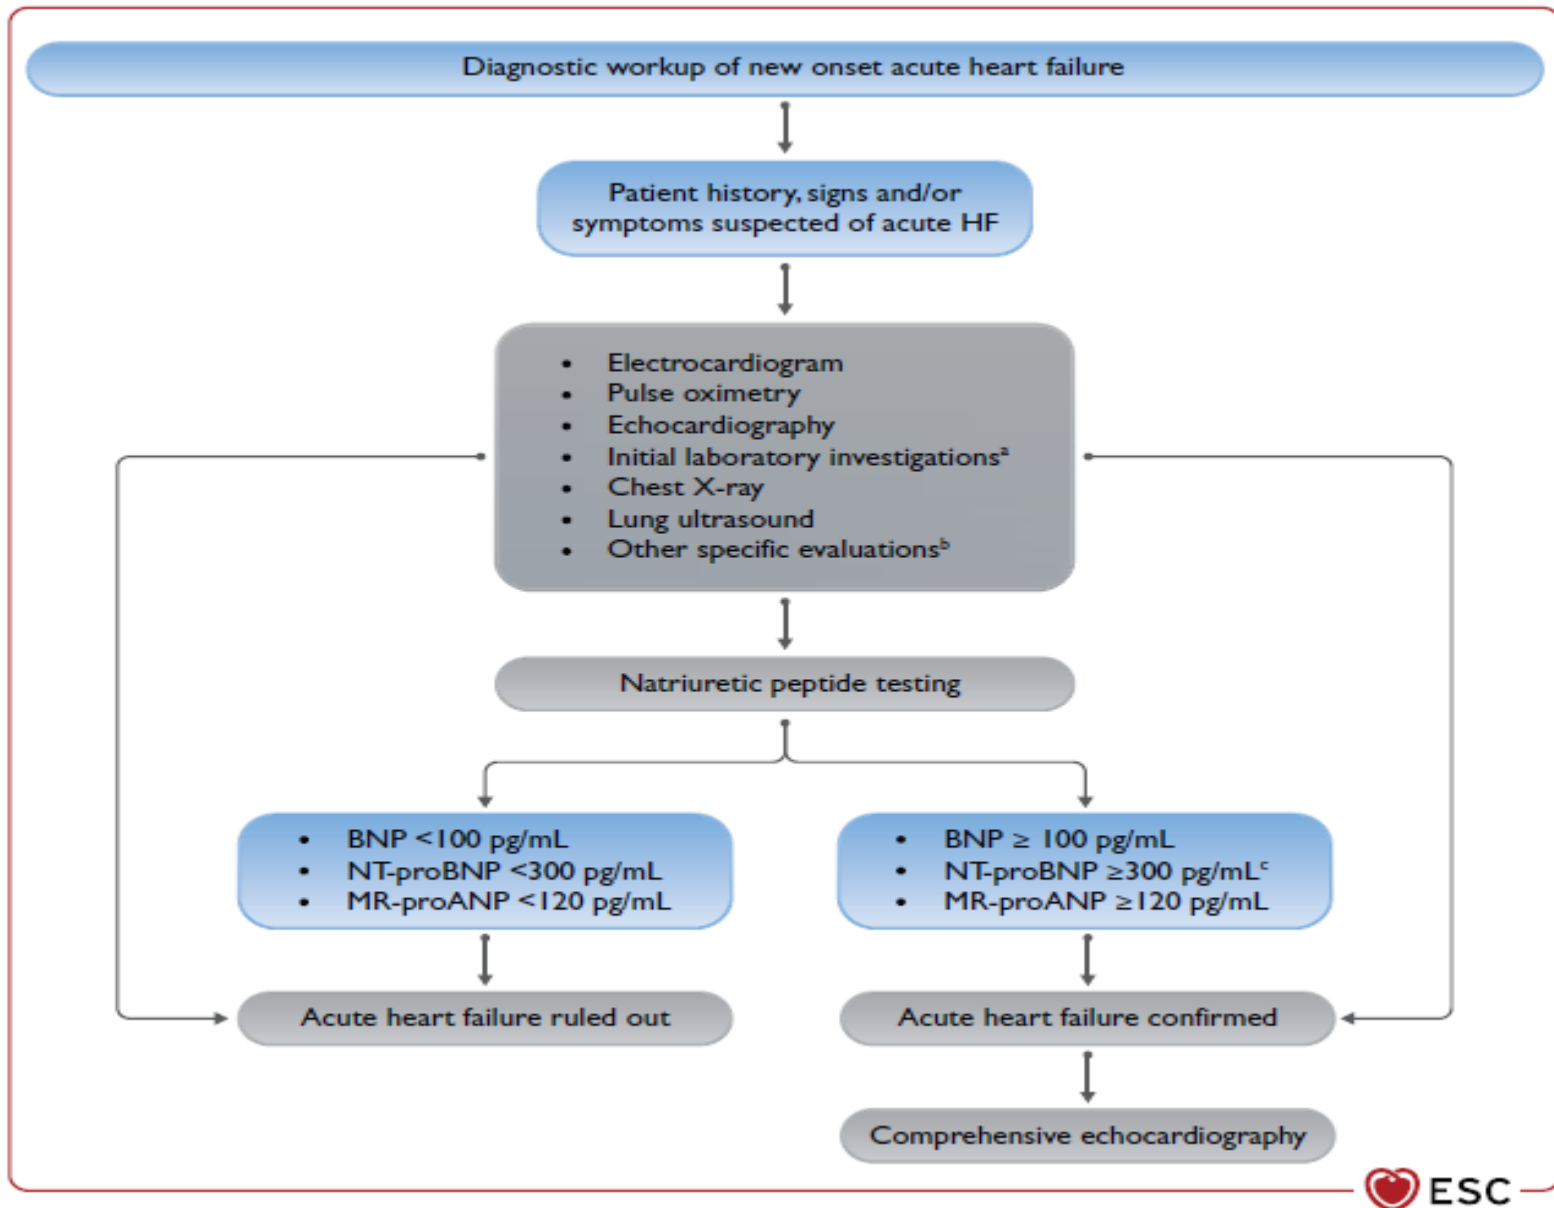 Diagnostic workup of new onset acute heart failure
Patient history, signs and/or
symptoms suspected of acute HF
• Electrocardiogram
• Pulse oximetry
• Echocardiography
• Initial laboratory investigationsᵃ
• Chest X-ray
• Lung ultrasound
• Other specific evaluationsᵇ
Natriuretic peptide testing
• BNP <100 pg/mL
• NT-proBNP <300 pg/mL
• MR-proANP <120 pg/mL
• BNP ≥ 100 pg/mL
• NT-proBNP ≥300 pg/mLᶜ
• MR-proANP ≥120 pg/mL
Acute heart failure ruled out
Acute heart failure confirmed
Comprehensive echocardiography
ESC